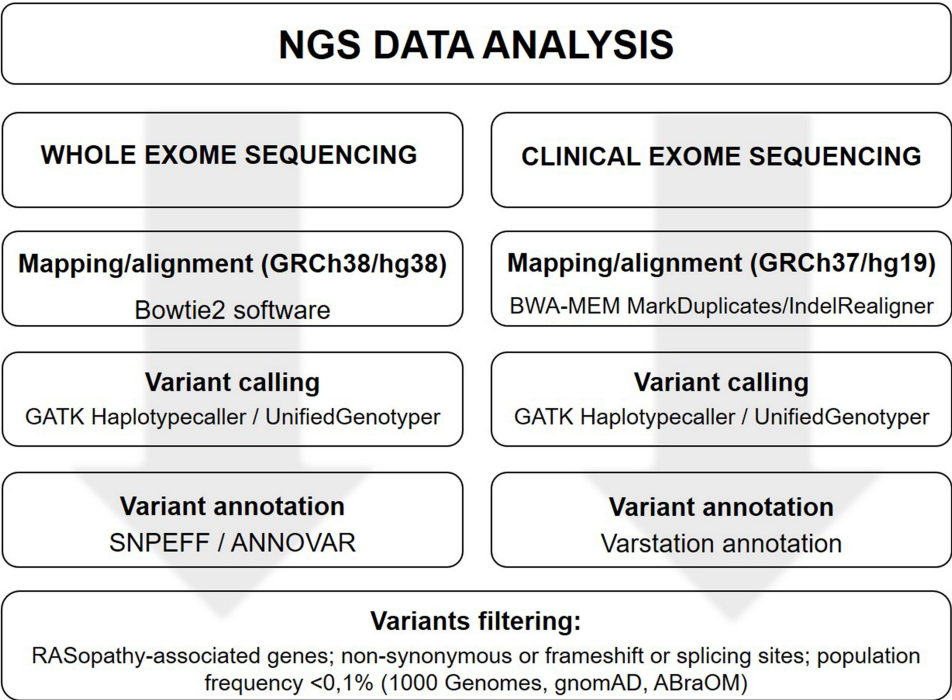 NGS DATA ANALYSIS
WHOLE EXOME SEQUENCING
Mapping/alignment (GRCh38/hg38)
Bowtie2 software
Variant calling
GATK Haplotypecaller / UnifiedGenotyper
Variant annotation
SNPEFF / ANNOVAR
CLINICAL EXOME SEQUENCING
Mapping/alignment (GRCh37/hg19)
BWA-MEM MarkDuplicates/IndelRealigner
Variant calling
GATK Haplotypecaller / UnifiedGenotyper
Variant annotation
Varstation annotation
Variants filtering:
RASopathy-associated genes; non-synonymous or frameshift or splicing sites; population
frequency <0,1% (1000 Genomes, gnomAD, ABraOM)